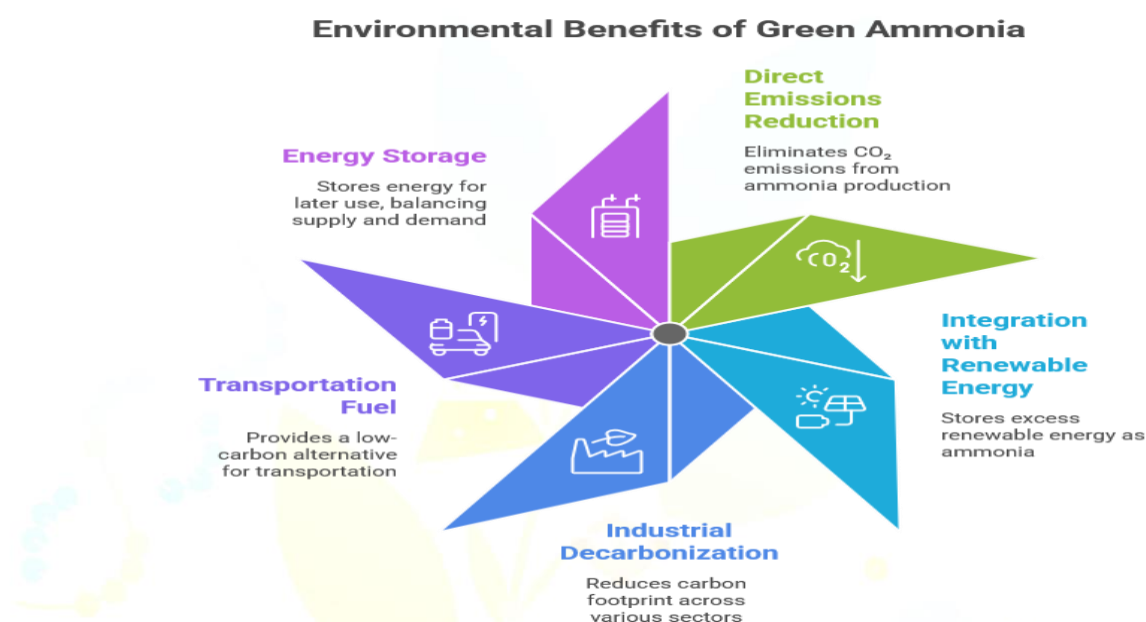 Environmental Benefits of Green Ammonia
Direct
Emissions
Reduction
Eliminates CO₂
emissions from
ammonia production
Energy Storage
Stores energy for
later use, balancing
supply and demand
CO₂
Integration
with
Renewable
Energy
Stores excess
renewable energy as
ammonia
Transportation
Fuel
Provides a low-
carbon alternative
for transportation
Industrial
Decarbonization
Reduces carbon
footprint across
various sectors